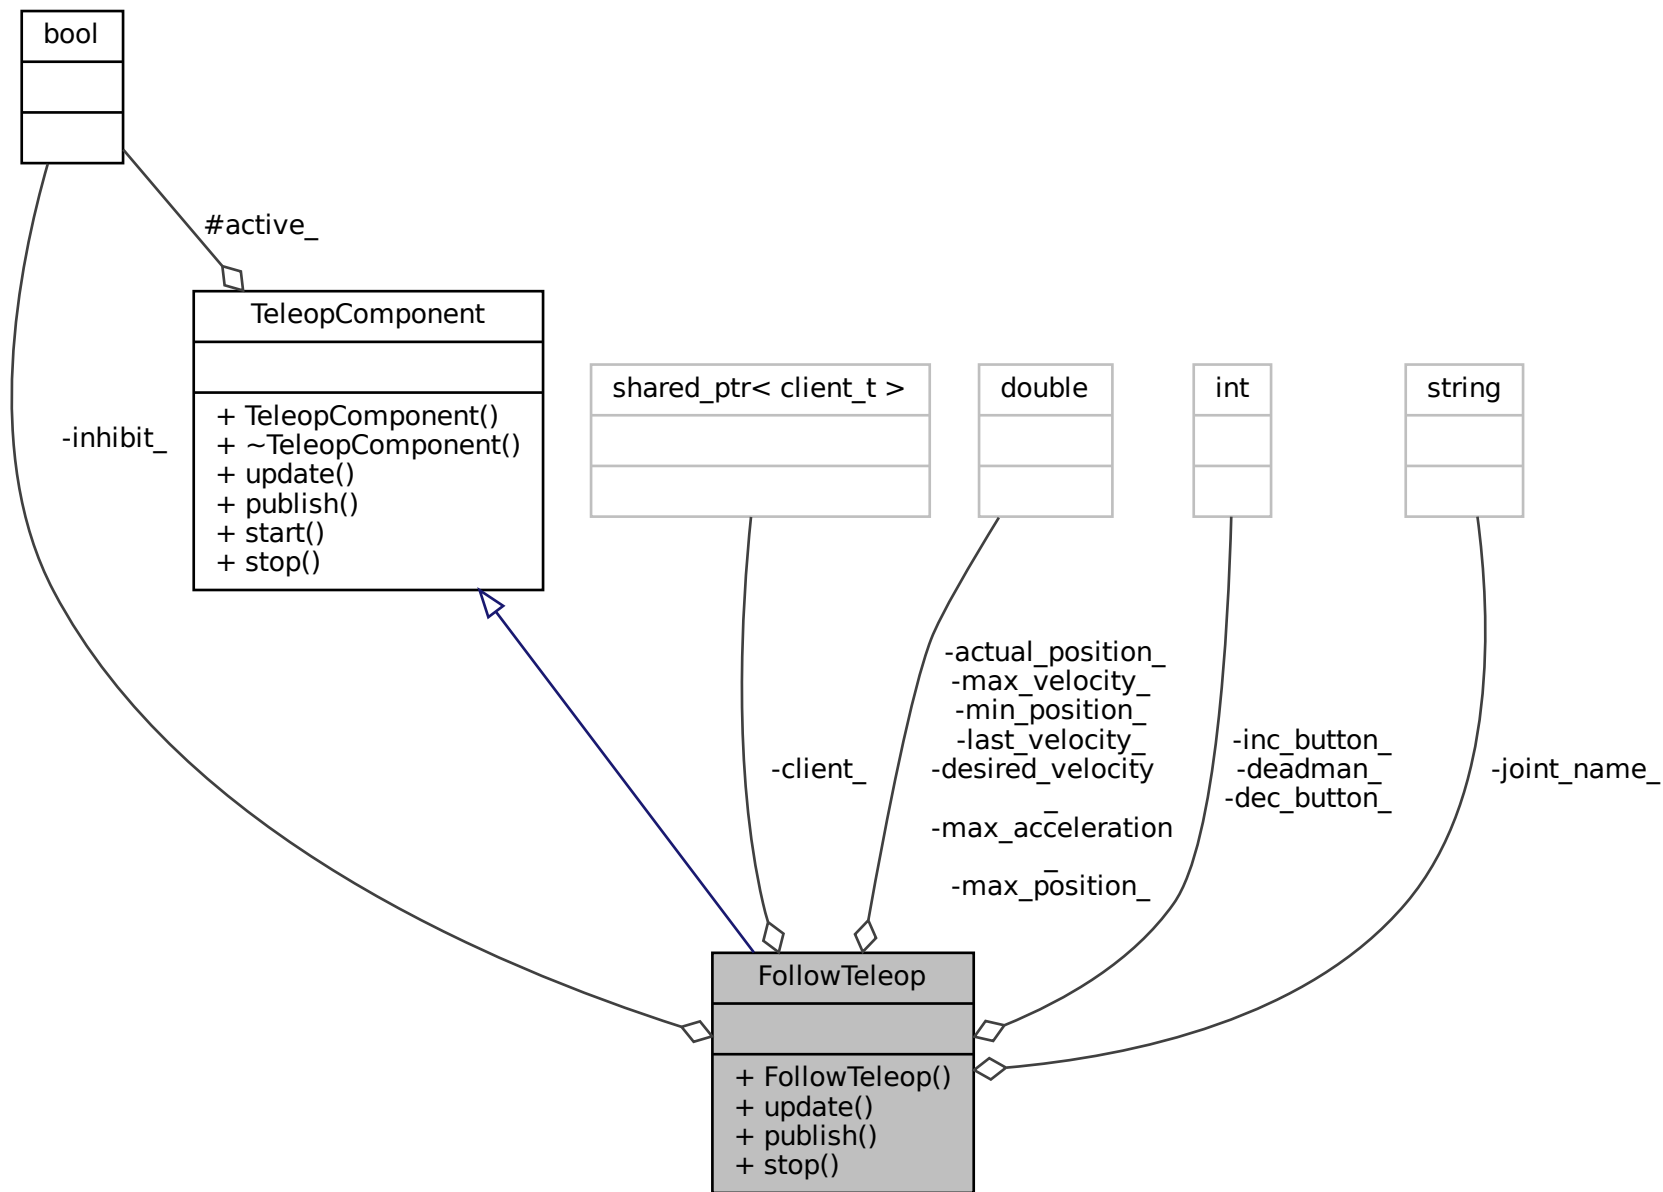 bool
#active_
TeleopComponent
+ TeleopComponent()
+ ~TeleopComponent()
+ update()
+ publish()
+ start()
+ stop()
-inhibit_
shared_ptr< client_t >
double
int
string
-client_
-actual_position_
-max_velocity_
-min_position_
-last_velocity_
-desired_velocity
_
-max_acceleration
_
-max_position_
-inc_button_
-deadman_
-dec_button_
-joint_name_
FollowTeleop
+ FollowTeleop()
+ update()
+ publish()
+ stop()